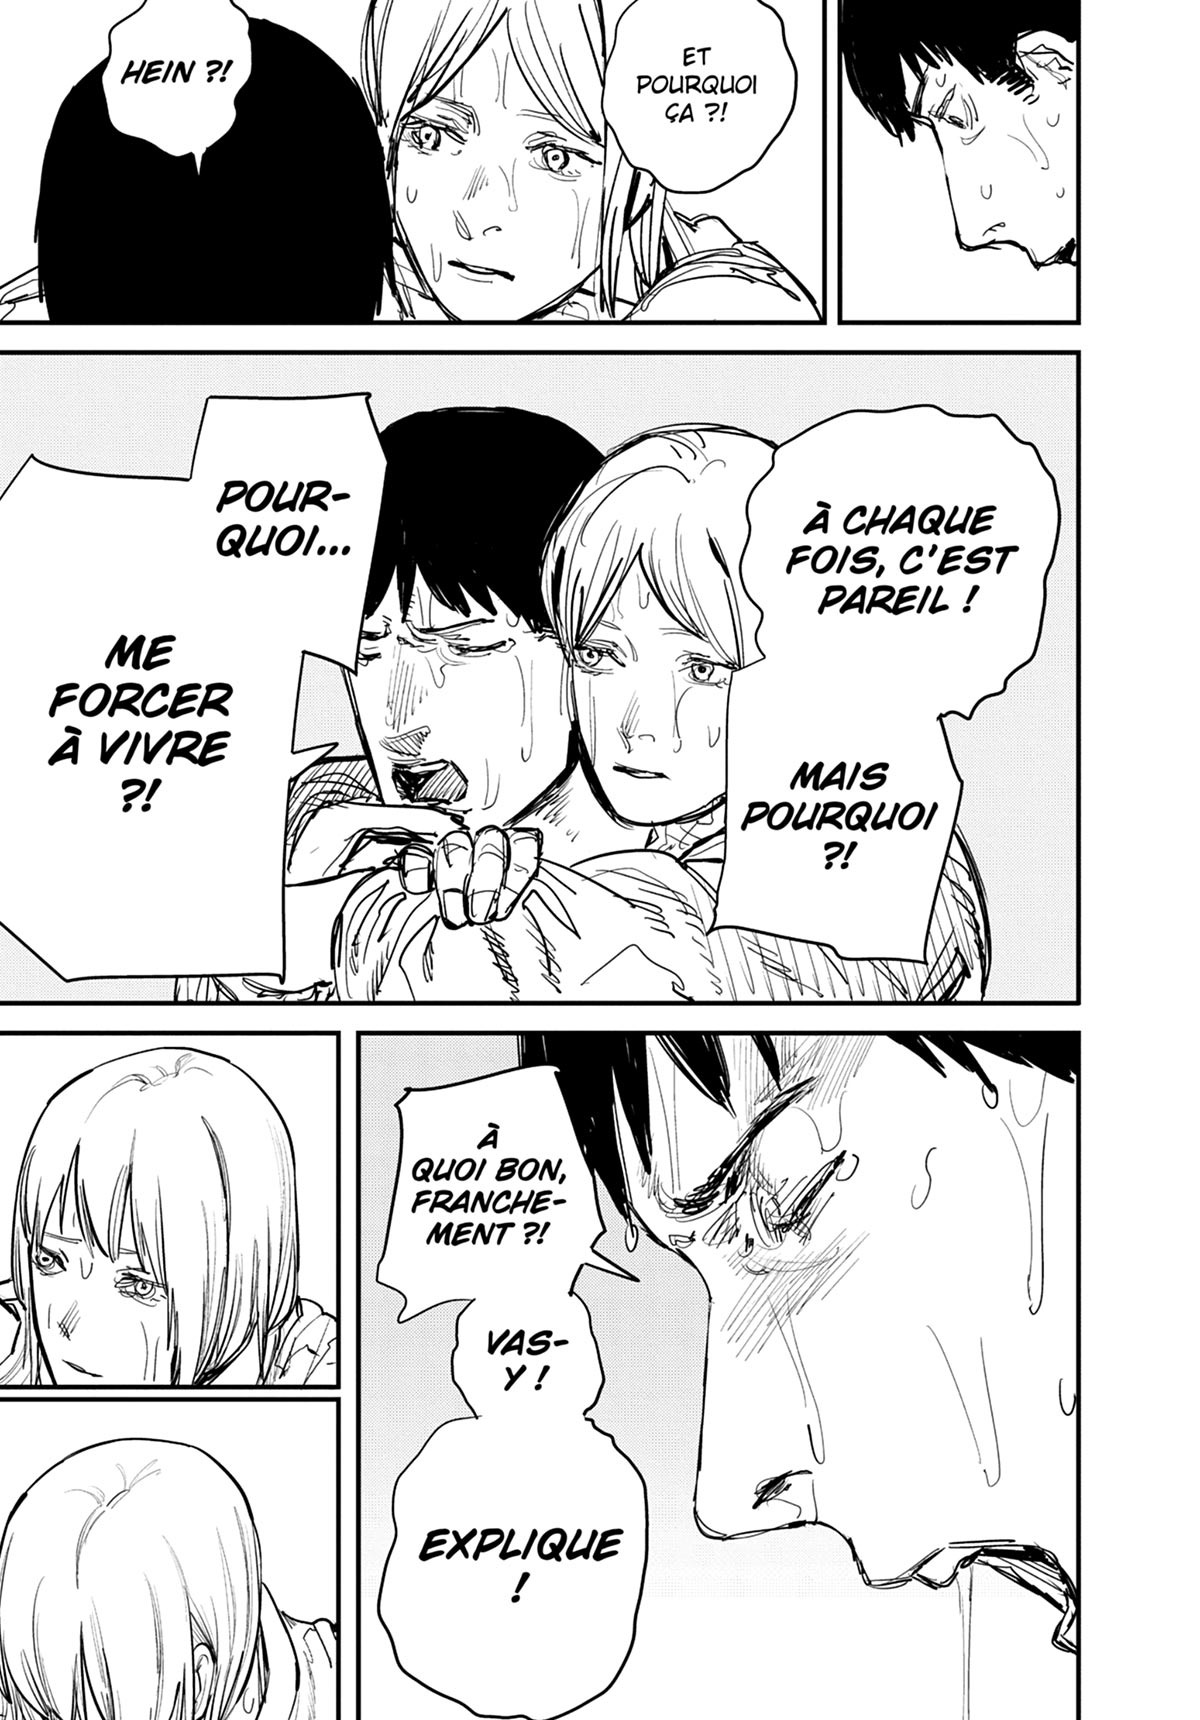 ET
POURQUOI
ÇA ?!
HEIN ?!
À CHAQUE
FOIS, C'EST
PAREIL !
MAIS
POURQUOI
?!
POUR-
QUOI...
ME
FORCER
À VIVRE
?!
À
QUOI BON,
FRANCHE-
MENT ?!
VAS-
Y !
EXPLIQUE
!